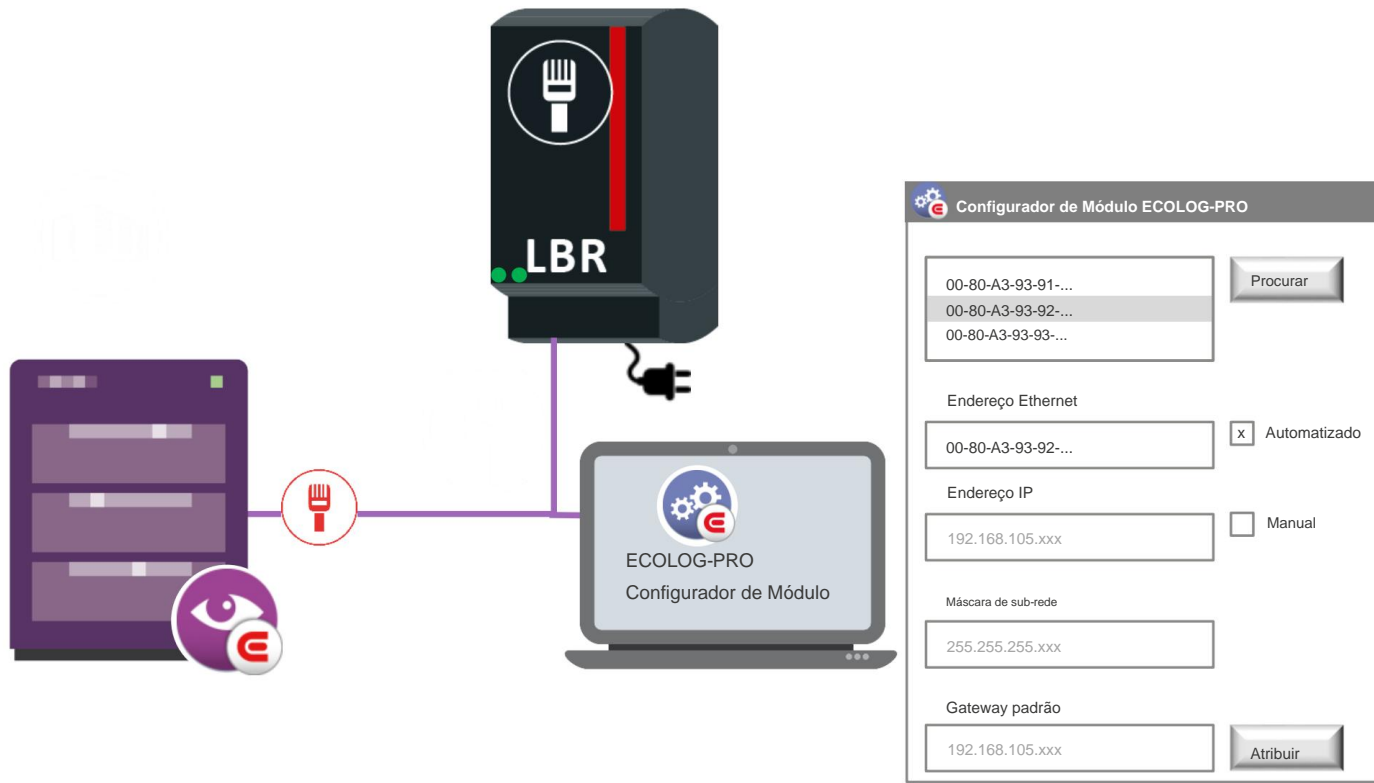 LBR
ECOLOG-PRO
Configurador de Módulo
Configurador de Módulo ECOLOG-PRO
00-80-A3-93-91-...
00-80-A3-93-92-...
00-80-A3-93-93-...
Procurar
Endereço Ethernet
00-80-A3-93-92-...
x Automatizado
Endereço IP
192.168.105.xxx
Manual
Máscara de sub-rede
255.255.255.xxx
Gateway padrão
192.168.105.xxx
Atribuir